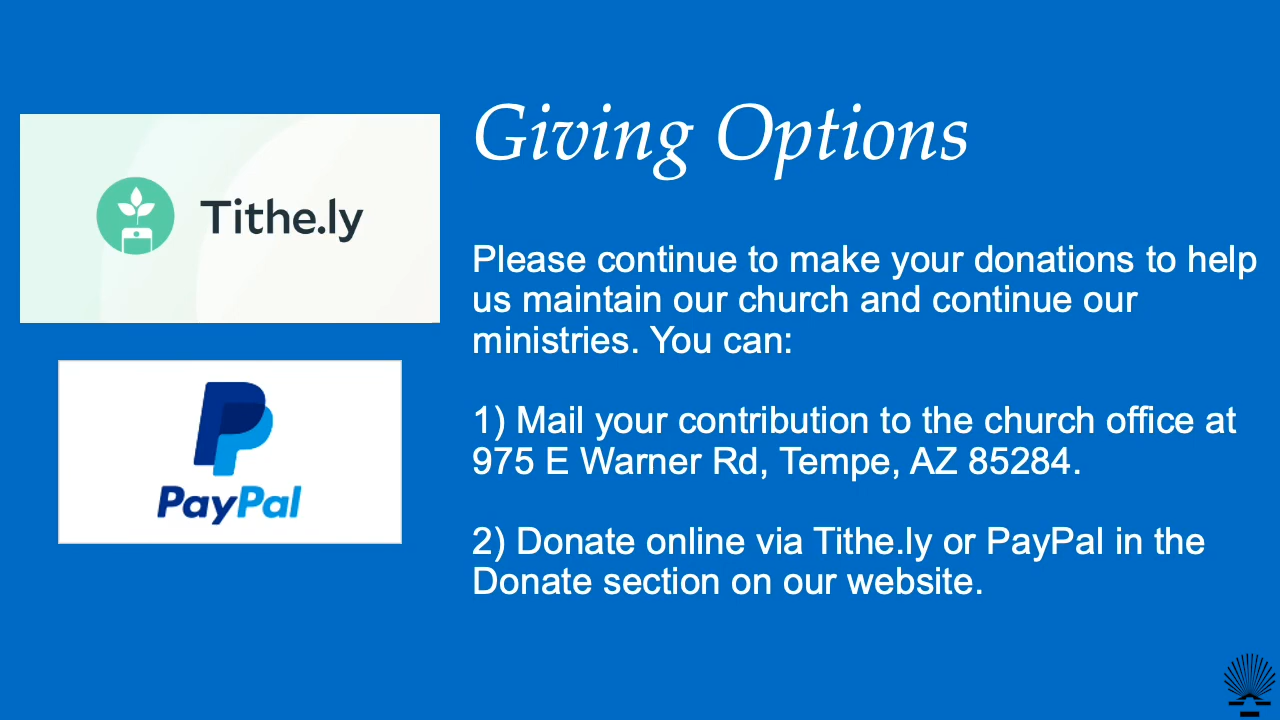 Giving Options
Tithe.ly
Please continue to make your donations to help
us maintain our church and continue our
ministries. You can:
PayPal
1) Mail your contribution to the church office at
975 E Warner Rd, Tempe, AZ 85284.
2) Donate online via Tithe.ly or PayPal in the
Donate section on our website.